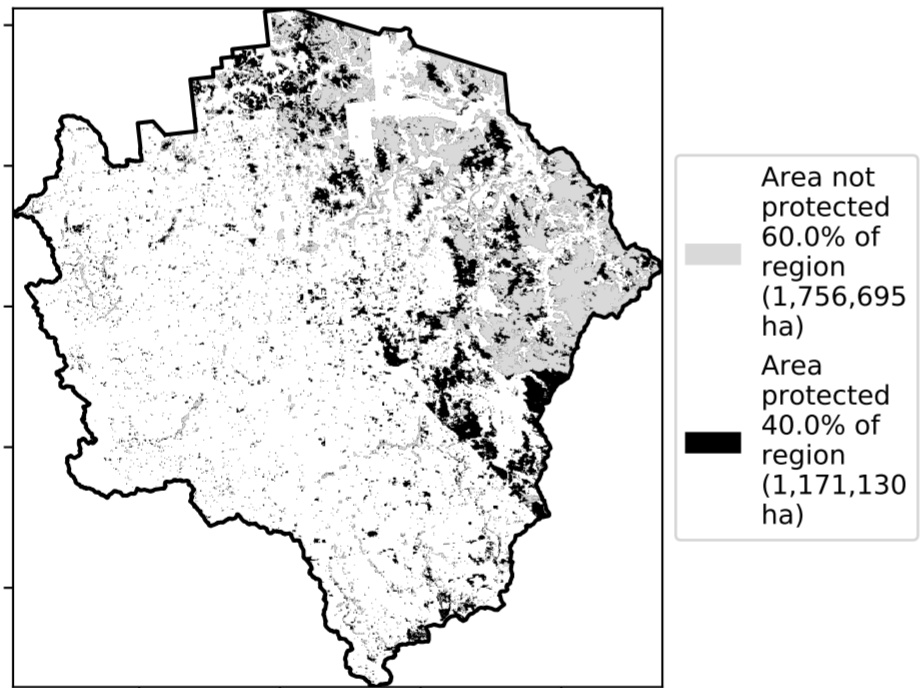 Area not
protected
60.0% of
region
(1,756,695
ha)
Area
protected
40.0% of
region
(1,171,130
ha)